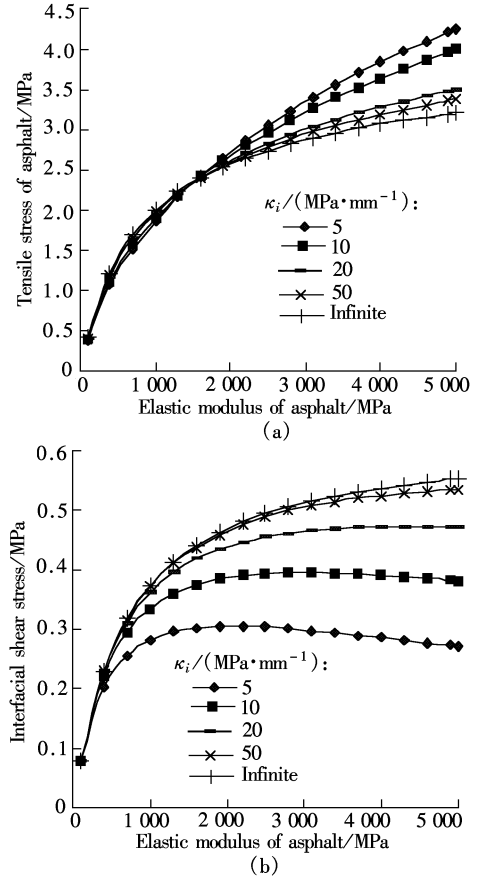 4.5
4.0
3.5
3.0
2.5
2.0
1.5
1.0
0.5
0
Tensile stress of asphalt/MPa
κi/(MPa·mm⁻¹):
5
10
20
50
Infinite
0 1 000 2 000 3 000 4 000 5 000
Elastic modulus of asphalt/MPa
(a)
0.6
0.5
0.4
0.3
0.2
0.1
0
Interfacial shear stress/MPa
κi/(MPa·mm⁻¹):
5
10
20
50
Infinite
0 1 000 2 000 3 000 4 000 5 000
Elastic modulus of asphalt/MPa
(b)